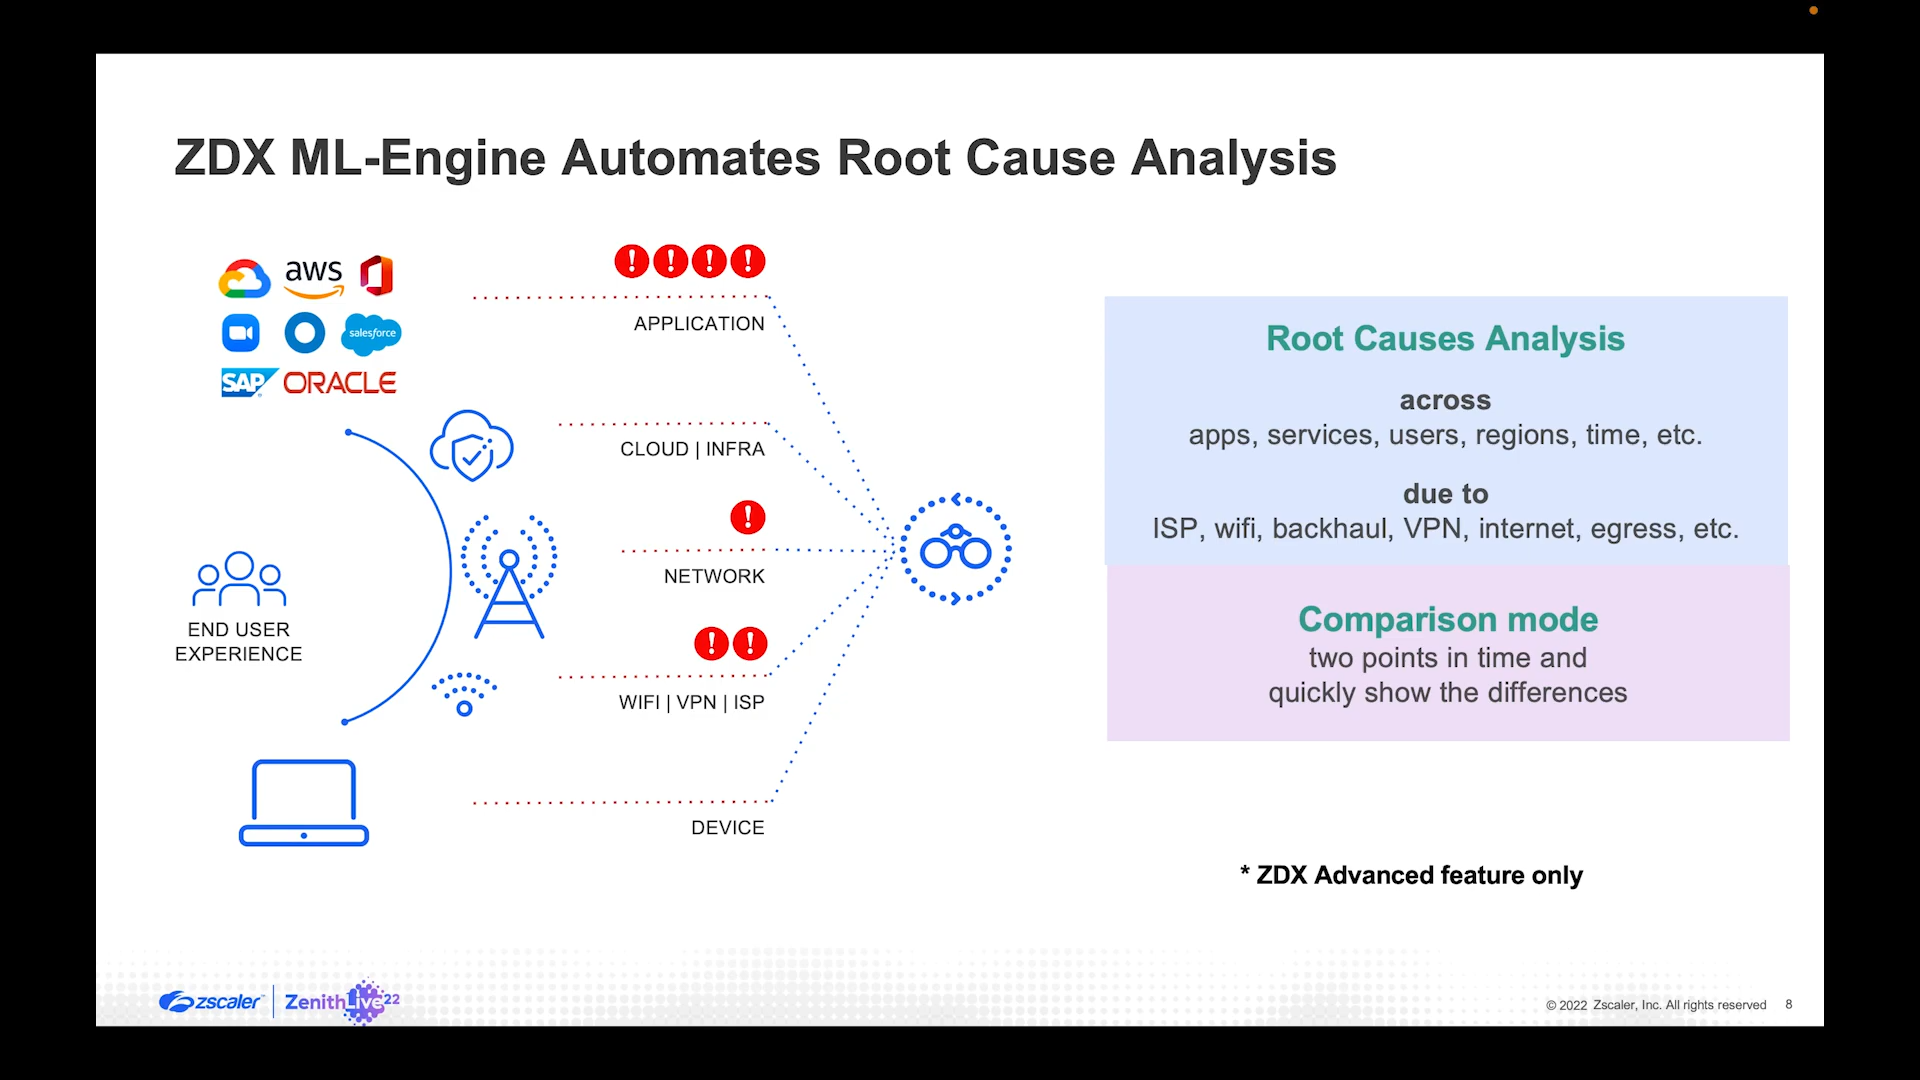 ZDX ML-Engine Automates Root Cause Analysis
aws
salesforce
SAP
ORACLE
APPLICATION
CLOUD | INFRA
NETWORK
WIFI | VPN | ISP
DEVICE
END USER
EXPERIENCE
Root Causes Analysis
across
apps, services, users, regions, time, etc.
due to
ISP, wifi, backhaul, VPN, internet, egress, etc.
Comparison mode
two points in time and
quickly show the differences
* ZDX Advanced feature only
zscaler
ZenithLive22
© 2022 Zscaler, Inc. All rights reserved
8